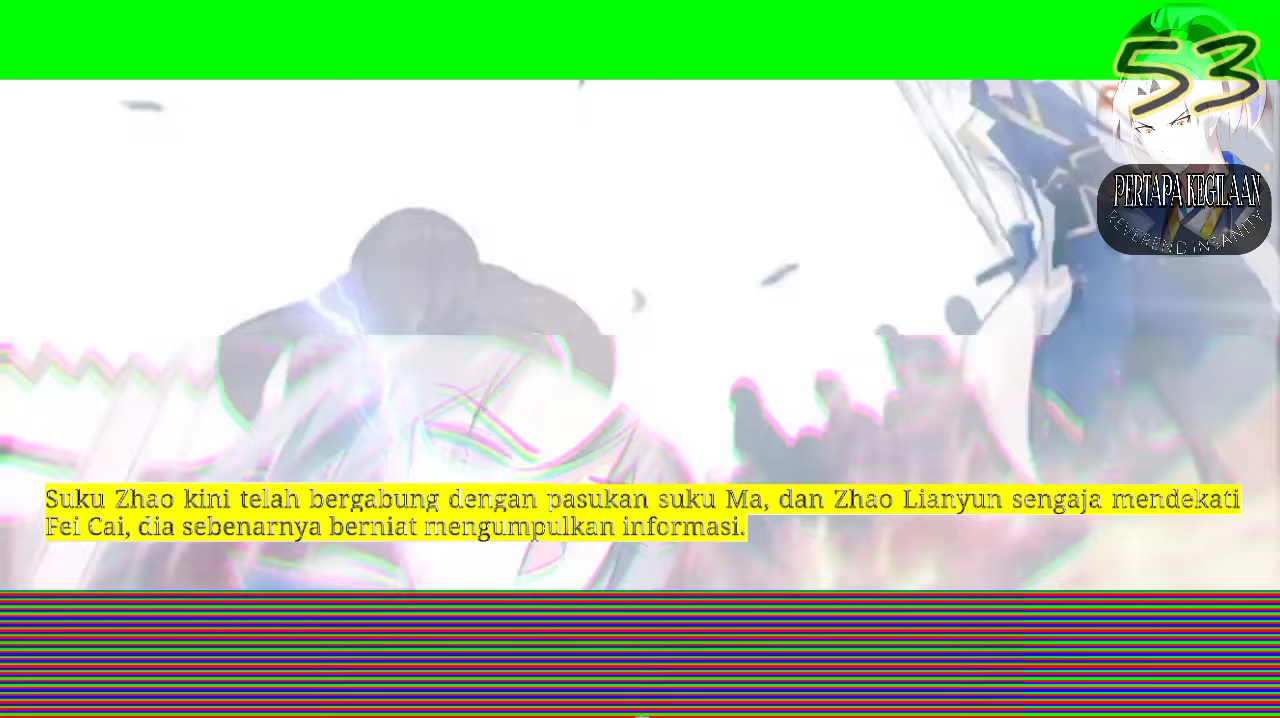 53
PERTAPA KEGILAAN
REVEREND INSANITY
Suku Zhao kini telah bergabung dengan pasukan suku Ma, dan Zhao Lianyun sengaja mendekati
Fei Cai, dia sebenarnya berniat mengumpulkan informasi.